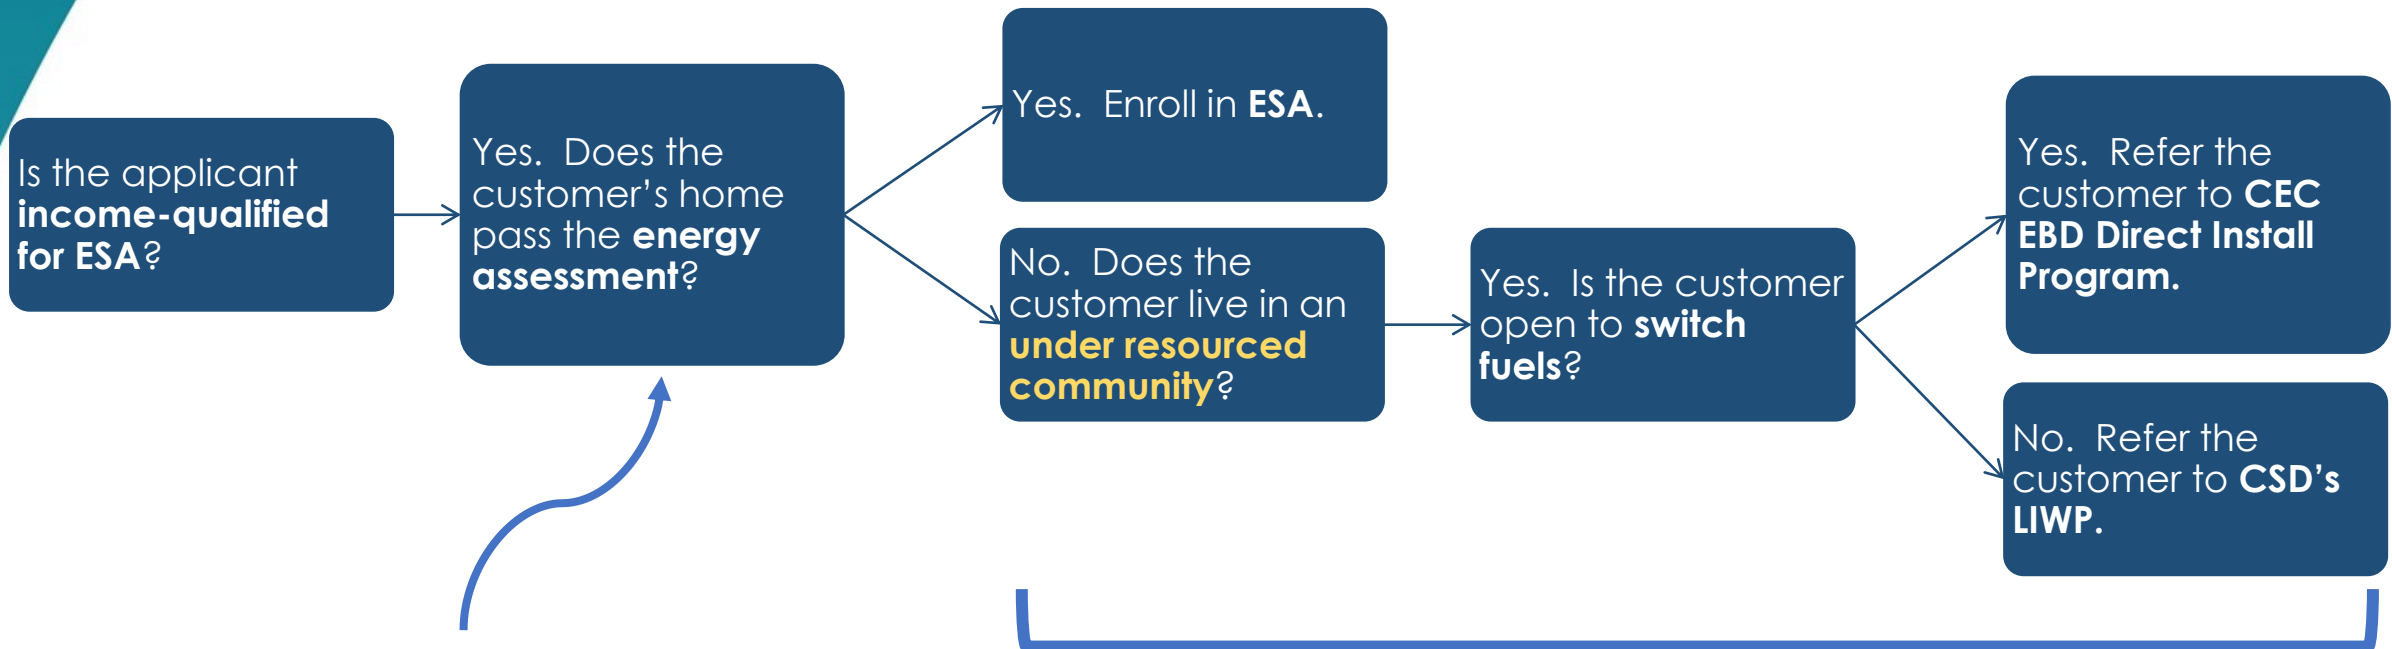 Is the applicant
income-qualified
for ESA?
Yes.  Does the
customer’s home
pass the energy
assessment?
Yes.  Enroll in ESA.
No.  Does the
customer live in an
under resourced
community?
Yes.  Is the customer
open to switch
fuels?
Yes.  Refer the
customer to CEC
EBD Direct Install
Program.
No.  Refer the
customer to CSD’s
LIWP.